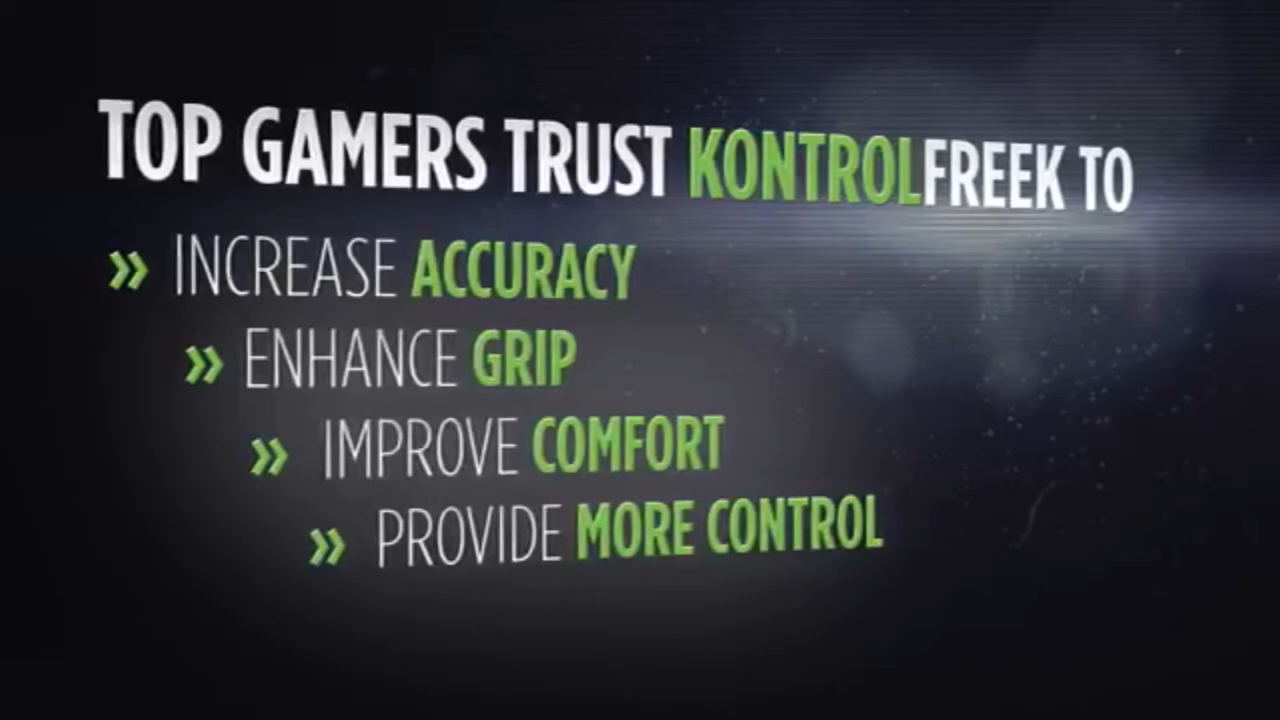 TOP GAMERS TRUST KONTROLFREEK TO
» INCREASE ACCURACY
» ENHANCE GRIP
» IMPROVE COMFORT
» PROVIDE MORE CONTROL